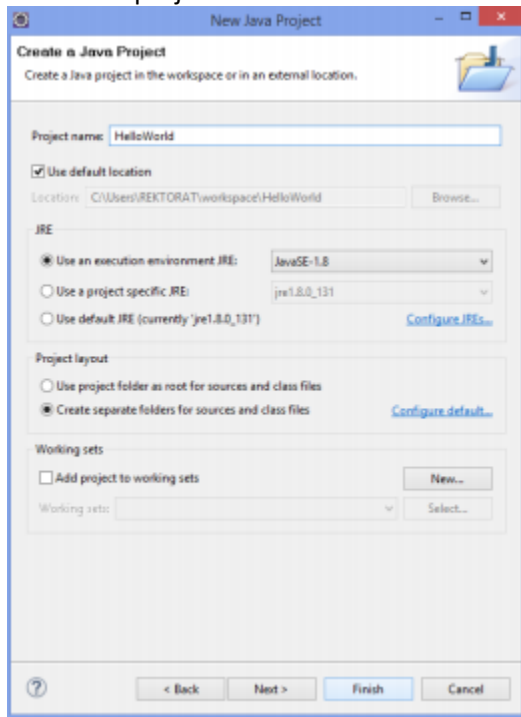 New Java Project
Create a Java Project
Create a Java project in the workspace or in an external location.
Project name: HelloWorld
Use default location
Location: C:\Users\REKTORAT\workspace\HelloWorld Browse...
JRE
Use an execution environment JRE: JavaSE-1.8
Use a project specific JRE: jre1.8.0_131
Use default JRE (currently 'jre1.8.0_131') Configure JREs...
Project layout
Use project folder as root for sources and class files
Create separate folders for sources and class files Configure default...
Working sets
Add project to working sets New...
Working sets: Select...
< Back Next > Finish Cancel